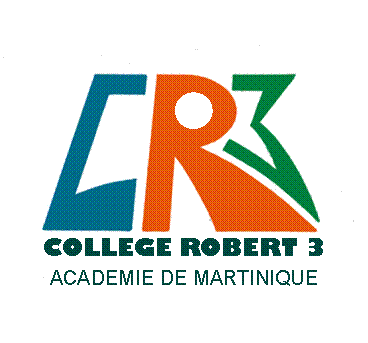 CR3
COLLEGE ROBERT 3
ACADEMIE DE MARTINIQUE